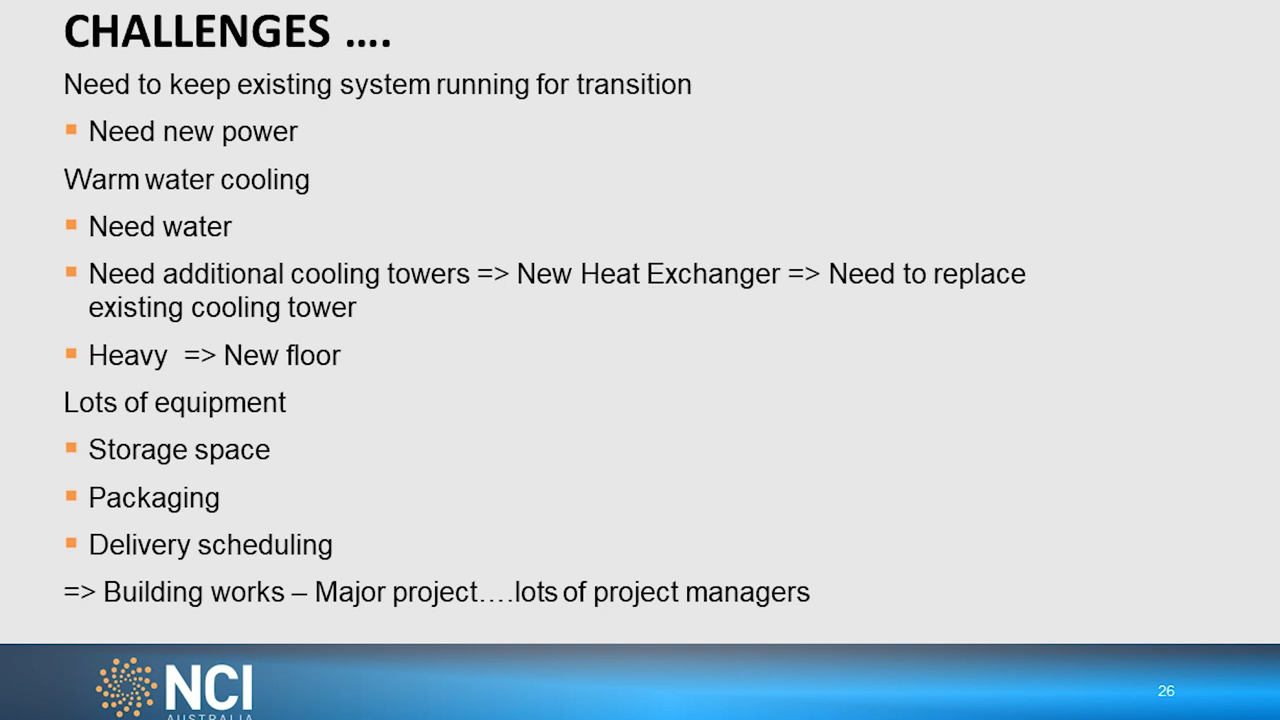 CHALLENGES ....
Need to keep existing system running for transition
▪ Need new power
Warm water cooling
▪ Need water
▪ Need additional cooling towers => New Heat Exchanger => Need to replace
existing cooling tower
▪ Heavy => New floor
Lots of equipment
▪ Storage space
▪ Packaging
▪ Delivery scheduling
=> Building works – Major project….lots of project managers
NCI
AUSTRALIA
26